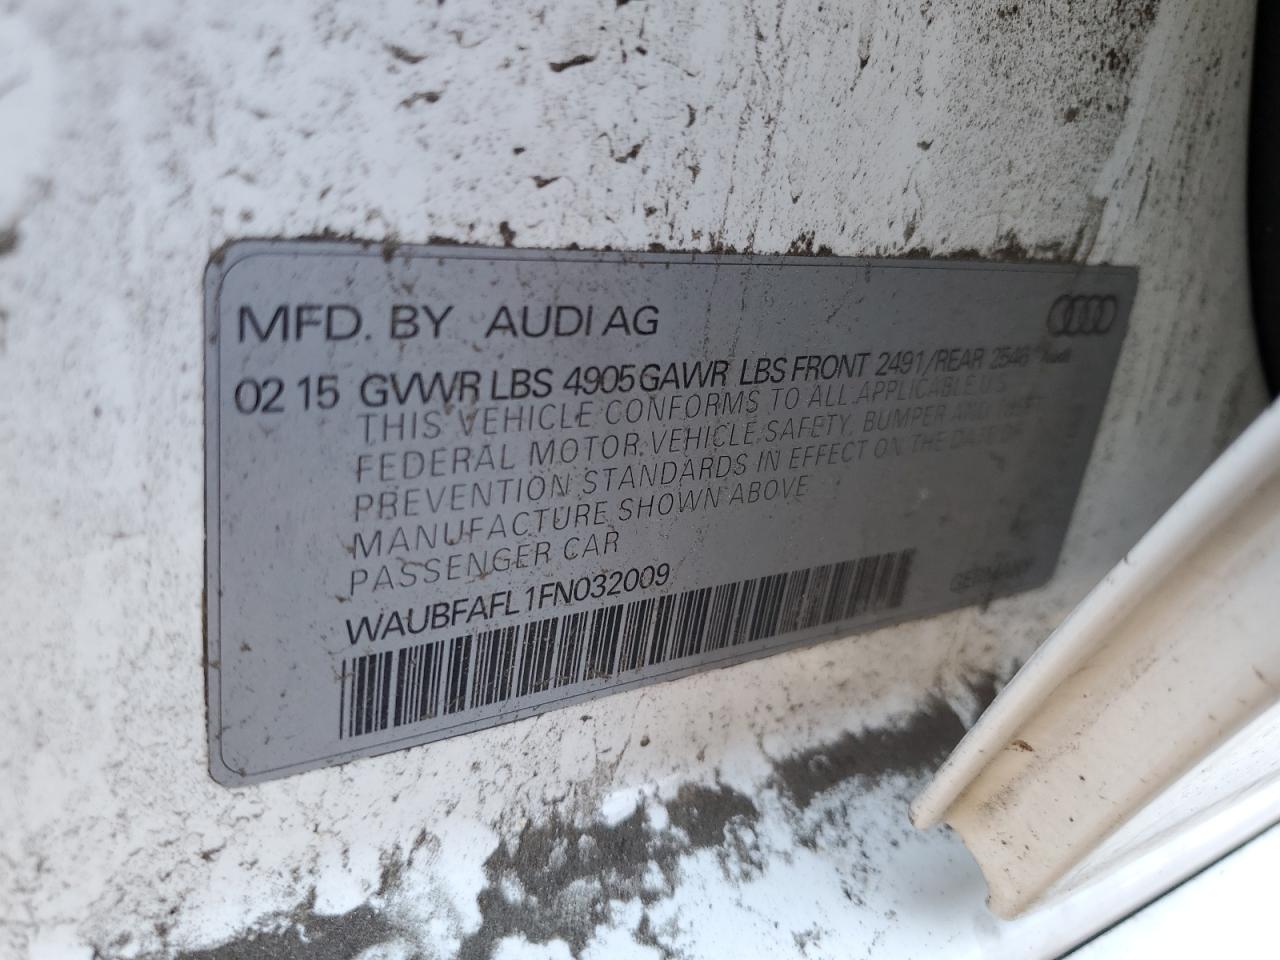 MFD. BY AUDI AG
02 15 GVWR LBS 4905 GAWR LBS FRONT 2491/REAR 2546
THIS VEHICLE CONFORMS TO ALL APPLICABLE U.S.
FEDERAL MOTOR VEHICLE SAFETY, BUMPER AND THEFT
PREVENTION STANDARDS IN EFFECT ON THE DATE OF
MANUFACTURE SHOWN ABOVE
PASSENGER CAR
WAUBFAFL1FN032009
GERMANY